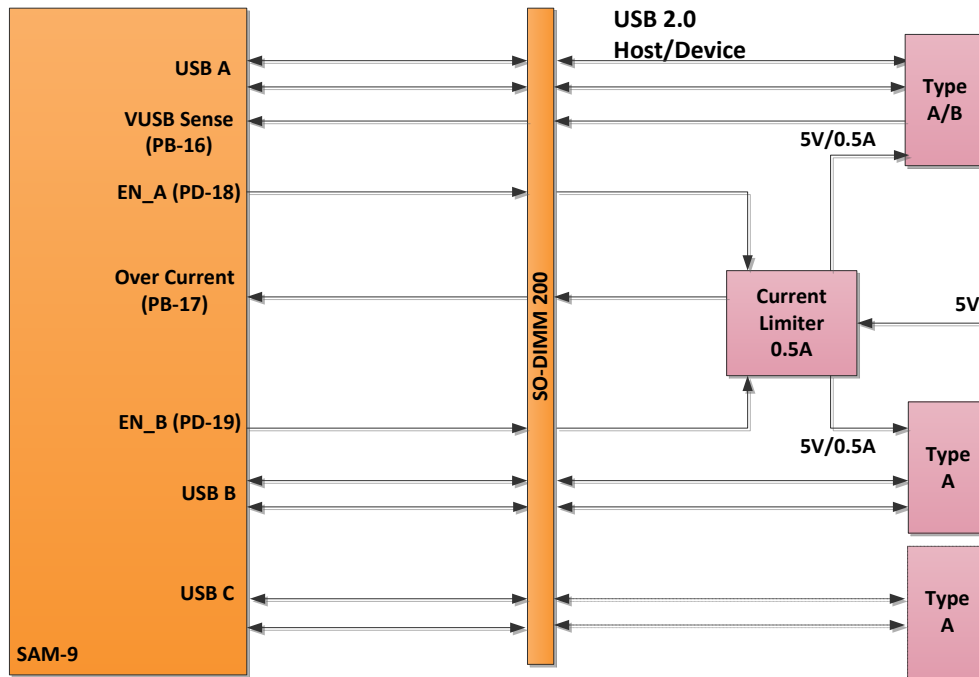 USB 2.0
Host/Device
USB A
Type
A/B
VUSB Sense
(PB-16)
5V/0.5A
EN_A (PD-18)
Over Current
(PB-17)
SO-DIMM 200
Current
Limiter
0.5A
5V
EN_B (PD-19)
5V/0.5A
Type
A
USB B
USB C
Type
A
SAM-9